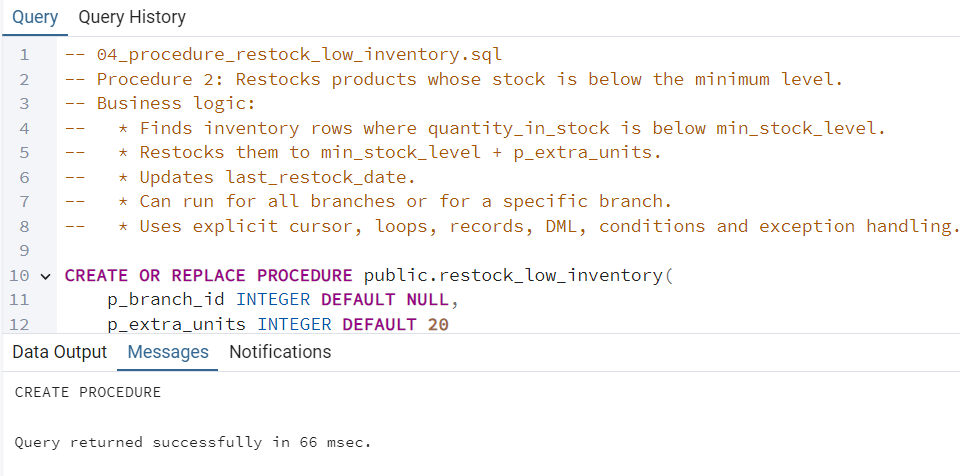 Query Query History
1 -- 04_procedure_restock_low_inventory.sql
2 -- Procedure 2: Restocks products whose stock is below the minimum level.
3 -- Business logic:
4 --   * Finds inventory rows where quantity_in_stock is below min_stock_level.
5 --   * Restocks them to min_stock_level + p_extra_units.
6 --   * Updates last_restock_date.
7 --   * Can run for all branches or for a specific branch.
8 --   * Uses explicit cursor, loops, records, DML, conditions and exception handling.
9
10 CREATE OR REPLACE PROCEDURE public.restock_low_inventory(
11     p_branch_id INTEGER DEFAULT NULL,
12     p_extra_units INTEGER DEFAULT 20
Data Output Messages Notifications
CREATE PROCEDURE
Query returned successfully in 66 msec.